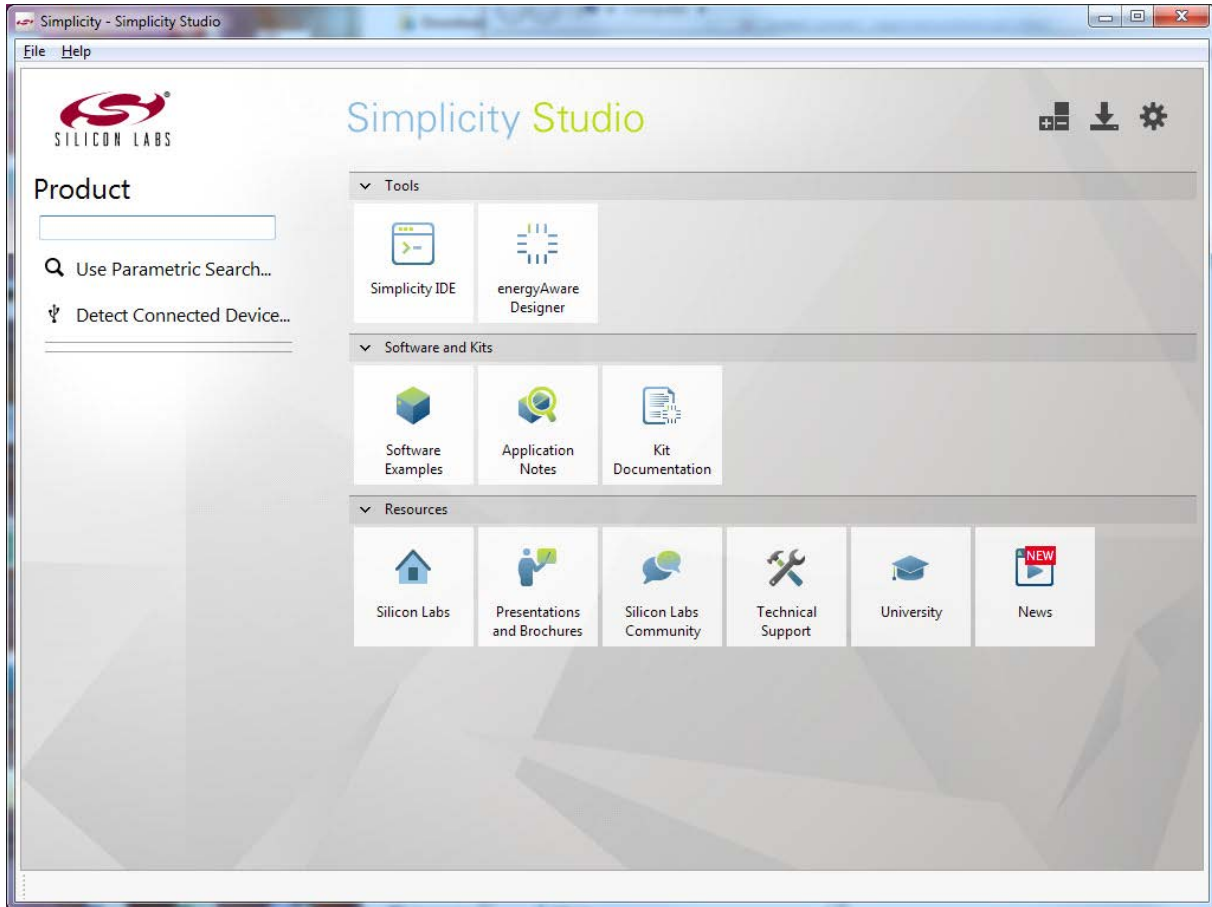 Simplicity - Simplicity Studio
File Help
SILICON LABS
Simplicity Studio
Product
Use Parametric Search...
Detect Connected Device...
Tools
Simplicity IDE
energyAware
Designer
Software and Kits
Software
Examples
Application
Notes
Kit
Documentation
Resources
Silicon Labs
Presentations
and Brochures
Silicon Labs
Community
Technical
Support
University
NEW
News